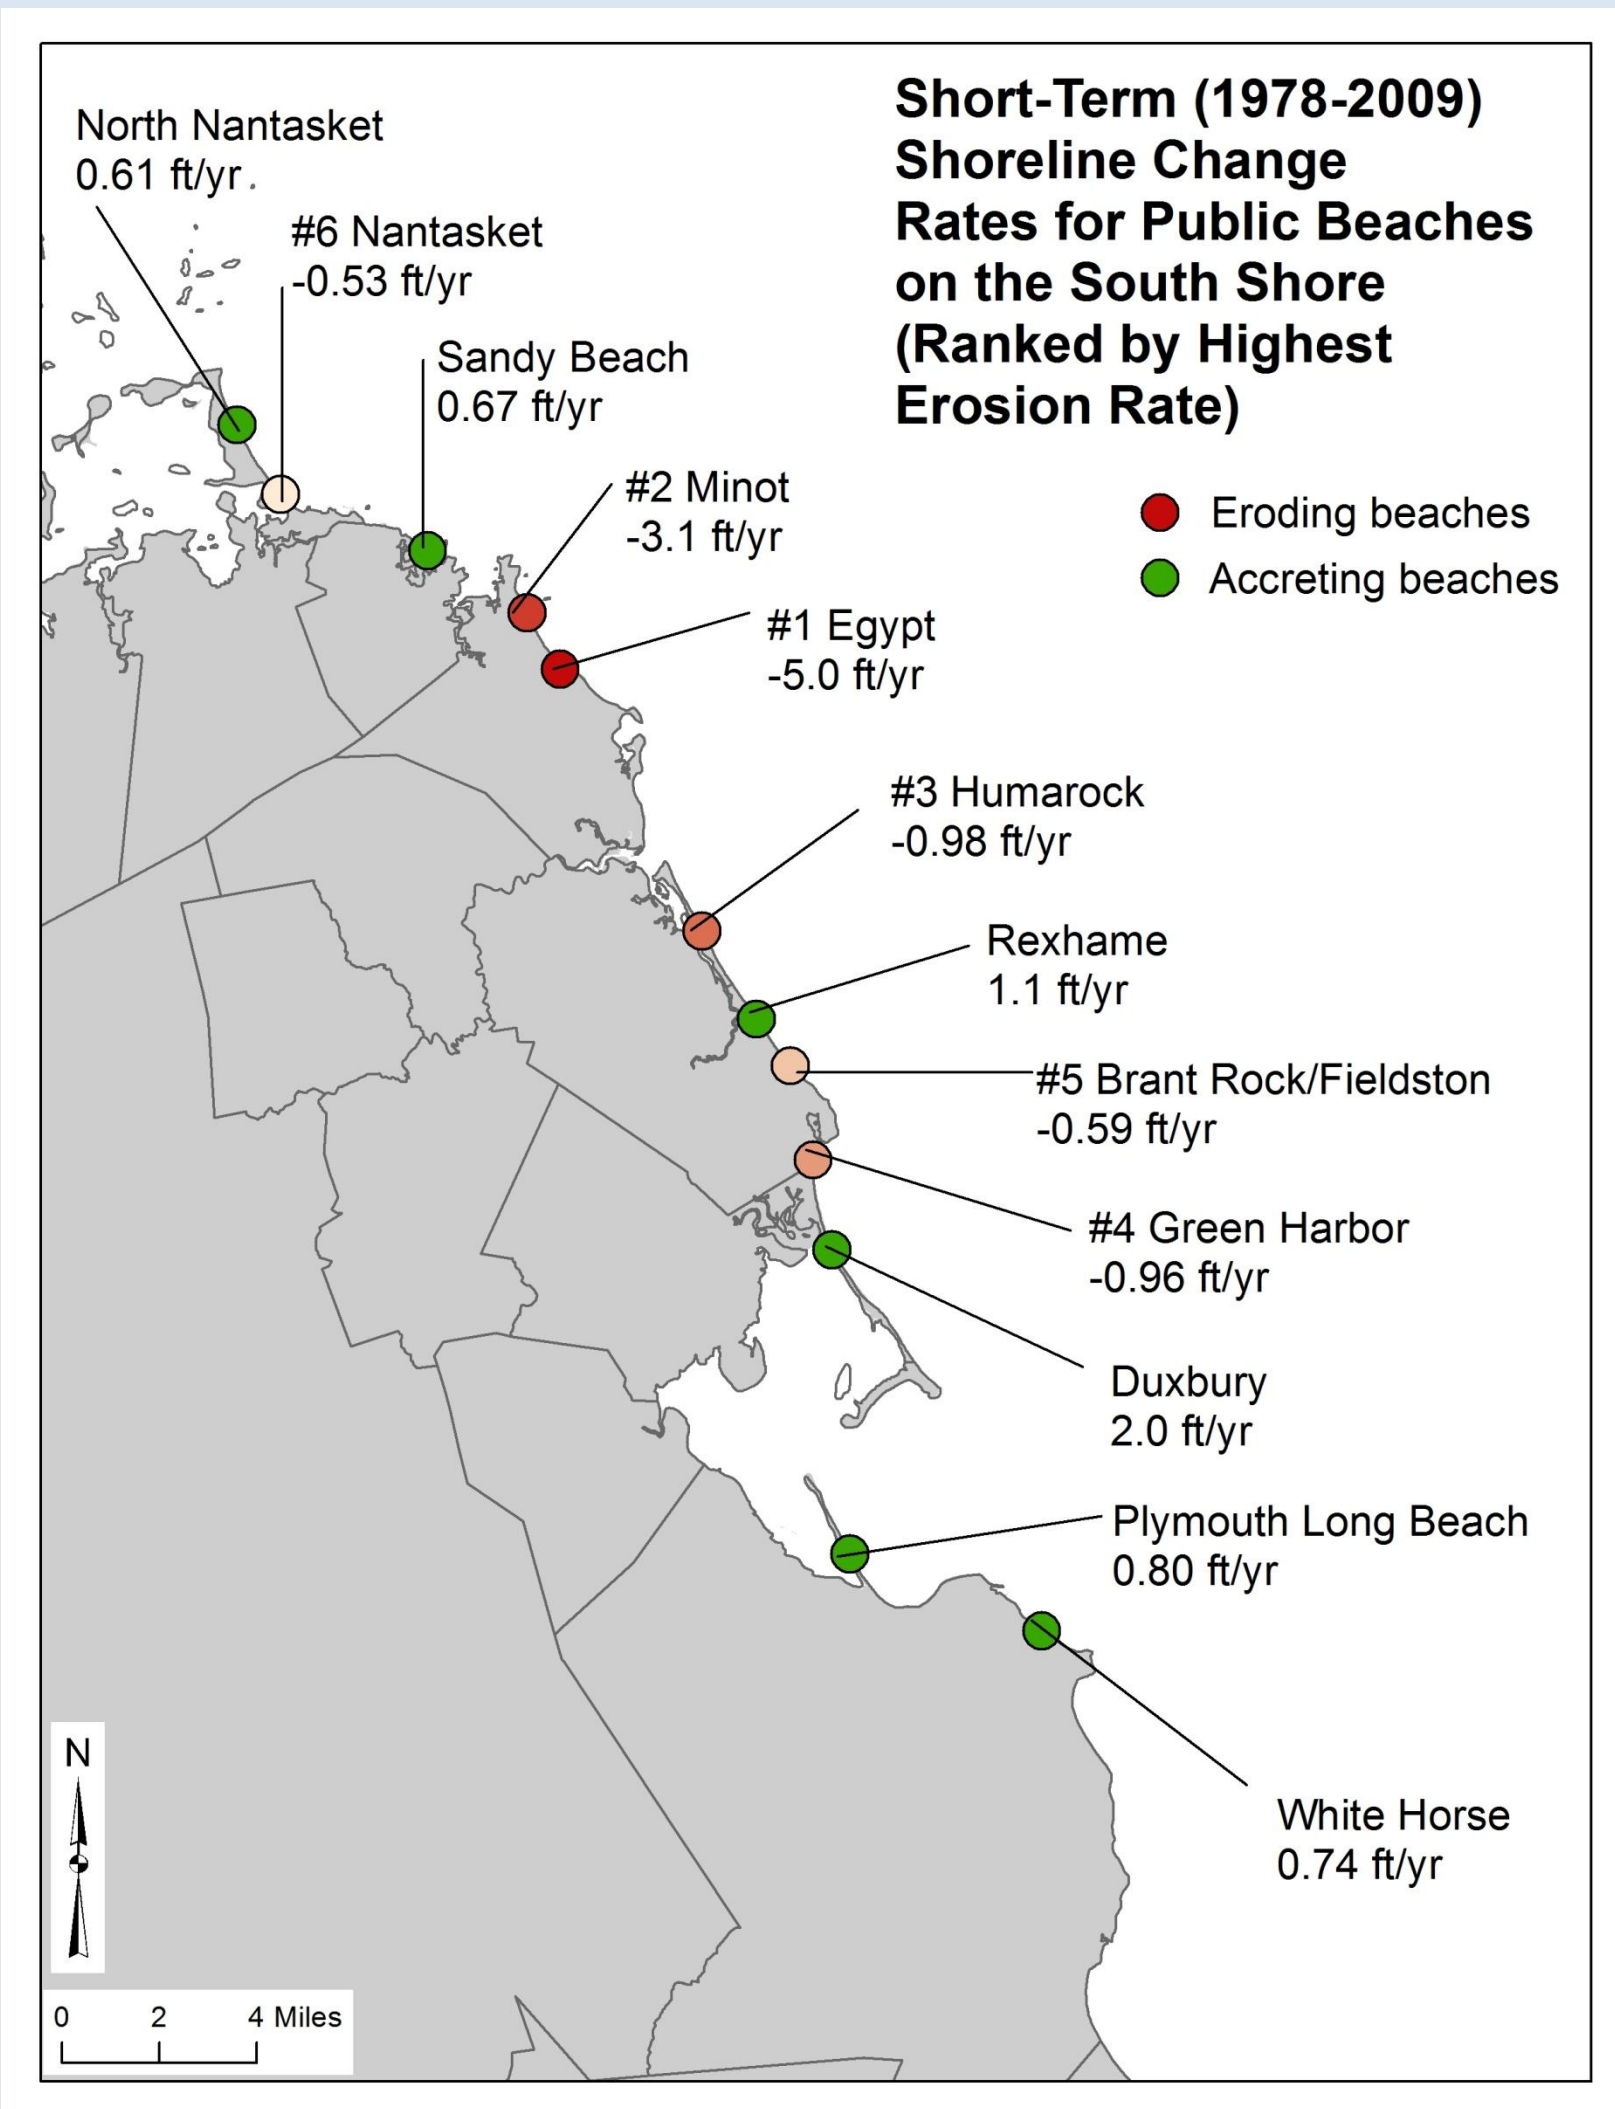 Short-Term (1978-2009)
Shoreline Change
Rates for Public Beaches
on the South Shore
(Ranked by Highest
Erosion Rate)
Eroding beaches
Accreting beaches
North Nantasket
0.61 ft/yr
#6 Nantasket
-0.53 ft/yr
Sandy Beach
0.67 ft/yr
#2 Minot
-3.1 ft/yr
#1 Egypt
-5.0 ft/yr
#3 Humarock
-0.98 ft/yr
Rexhame
1.1 ft/yr
#5 Brant Rock/Fieldston
-0.59 ft/yr
#4 Green Harbor
-0.96 ft/yr
Duxbury
2.0 ft/yr
Plymouth Long Beach
0.80 ft/yr
White Horse
0.74 ft/yr
N
0 2 4 Miles